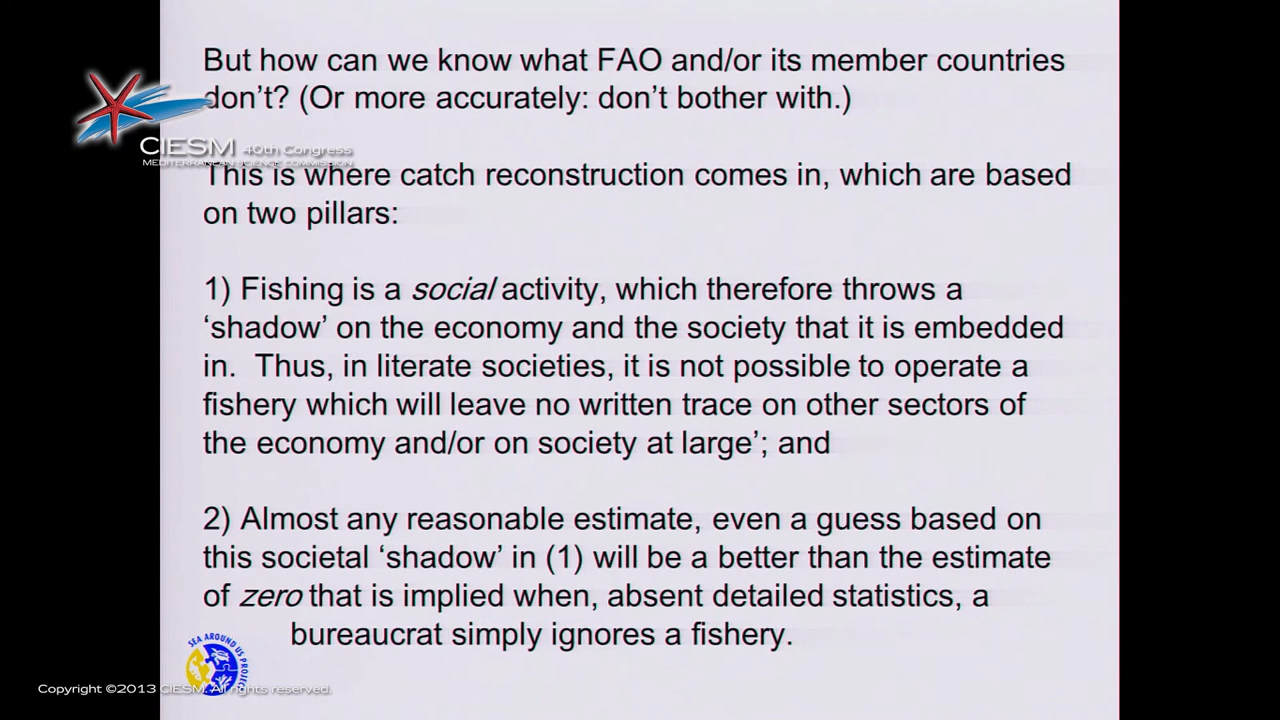 But how can we know what FAO and/or its member countries
don't? (Or more accurately: don't bother with.)
CIESM 40th Congress
MEDITERRANEAN SCIENCE COMMISSION
This is where catch reconstruction comes in, which are based
on two pillars:
1) Fishing is a social activity, which therefore throws a
‘shadow’ on the economy and the society that it is embedded
in. Thus, in literate societies, it is not possible to operate a
fishery which will leave no written trace on other sectors of
the economy and/or on society at large’; and
2) Almost any reasonable estimate, even a guess based on
this societal ‘shadow’ in (1) will be a better than the estimate
of zero that is implied when, absent detailed statistics, a
bureaucrat simply ignores a fishery.
SEA AROUND US PROJECT
Copyright ©2013 CIESM. All rights reserved.